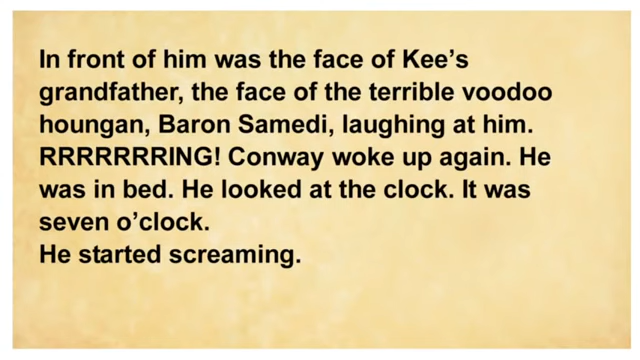 In front of him was the face of Kee’s
grandfather, the face of the terrible voodoo
houngan, Baron Samedi, laughing at him.
RRRRRRRING! Conway woke up again. He
was in bed. He looked at the clock. It was
seven o’clock.
He started screaming.